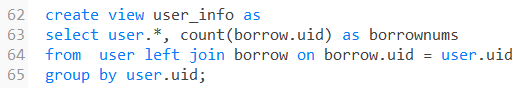 62 create view user_info as
63 select user.*, count(borrow.uid) as borrownums
64 from  user left join borrow on borrow.uid = user.uid
65 group by user.uid;